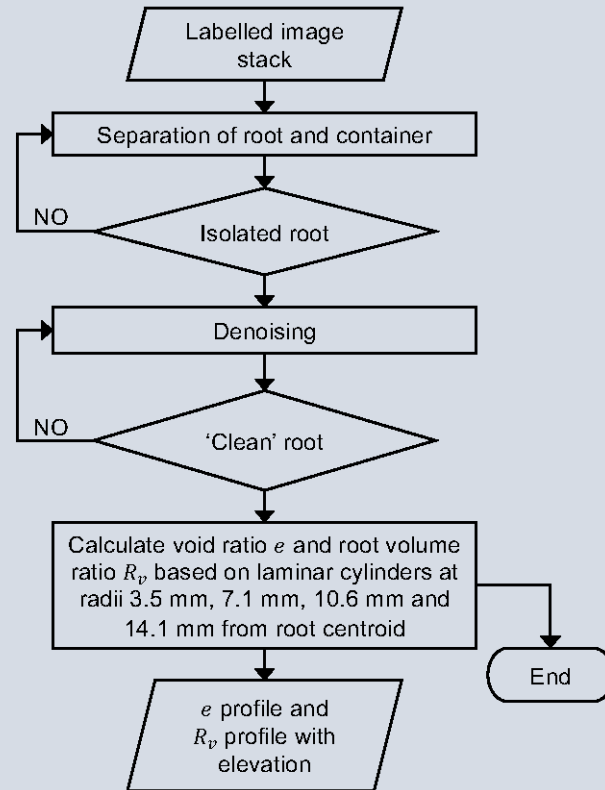 Labelled image
stack
Separation of root and container
NO
Isolated root
Denoising
NO
‘Clean’ root
Calculate void ratio e and root volume
ratio Rᵥ based on laminar cylinders at
radii 3.5 mm, 7.1 mm, 10.6 mm and
14.1 mm from root centroid
End
e profile and
Rᵥ profile with
elevation